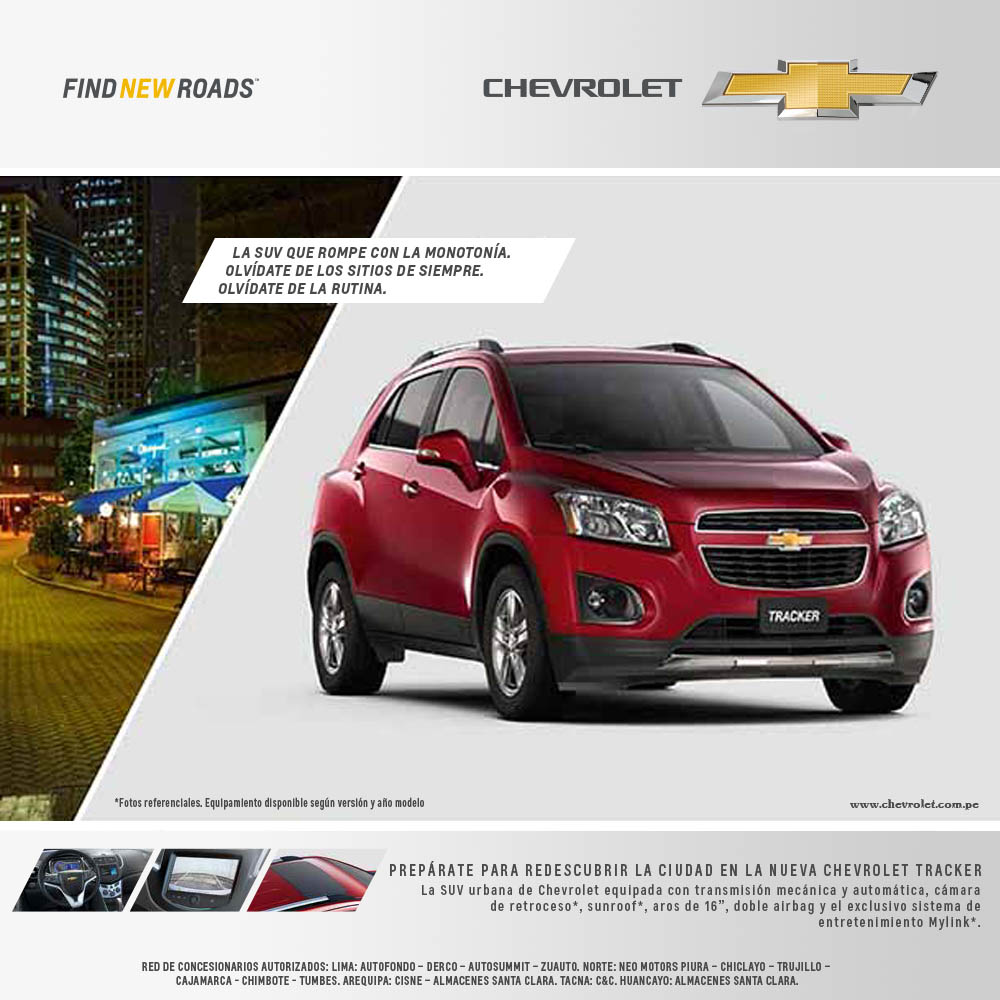 FIND NEW ROADS™
CHEVROLET
LA SUV QUE ROMPE CON LA MONOTONÍA.
OLVÍDATE DE LOS SITIOS DE SIEMPRE.
OLVÍDATE DE LA RUTINA.
TRACKER
*Fotos referenciales. Equipamiento disponible según versión y año modelo
www.chevrolet.com.pe
PREPÁRATE PARA REDESCUBRIR LA CIUDAD EN LA NUEVA CHEVROLET TRACKER
La SUV urbana de Chevrolet equipada con transmisión mecánica y automática, cámara
de retroceso*, sunroof*, aros de 16”, doble airbag y el exclusivo sistema de
entretenimiento Mylink*.
RED DE CONCESIONARIOS AUTORIZADOS: LIMA: AUTOFONDO – DERCO – AUTOSUMMIT – ZUAUTO. NORTE: NEO MOTORS PIURA – CHICLAYO – TRUJILLO –
CAJAMARCA - CHIMBOTE - TUMBES. AREQUIPA: CISNE – ALMACENES SANTA CLARA. TACNA: C&C. HUANCAYO: ALMACENES SANTA CLARA.